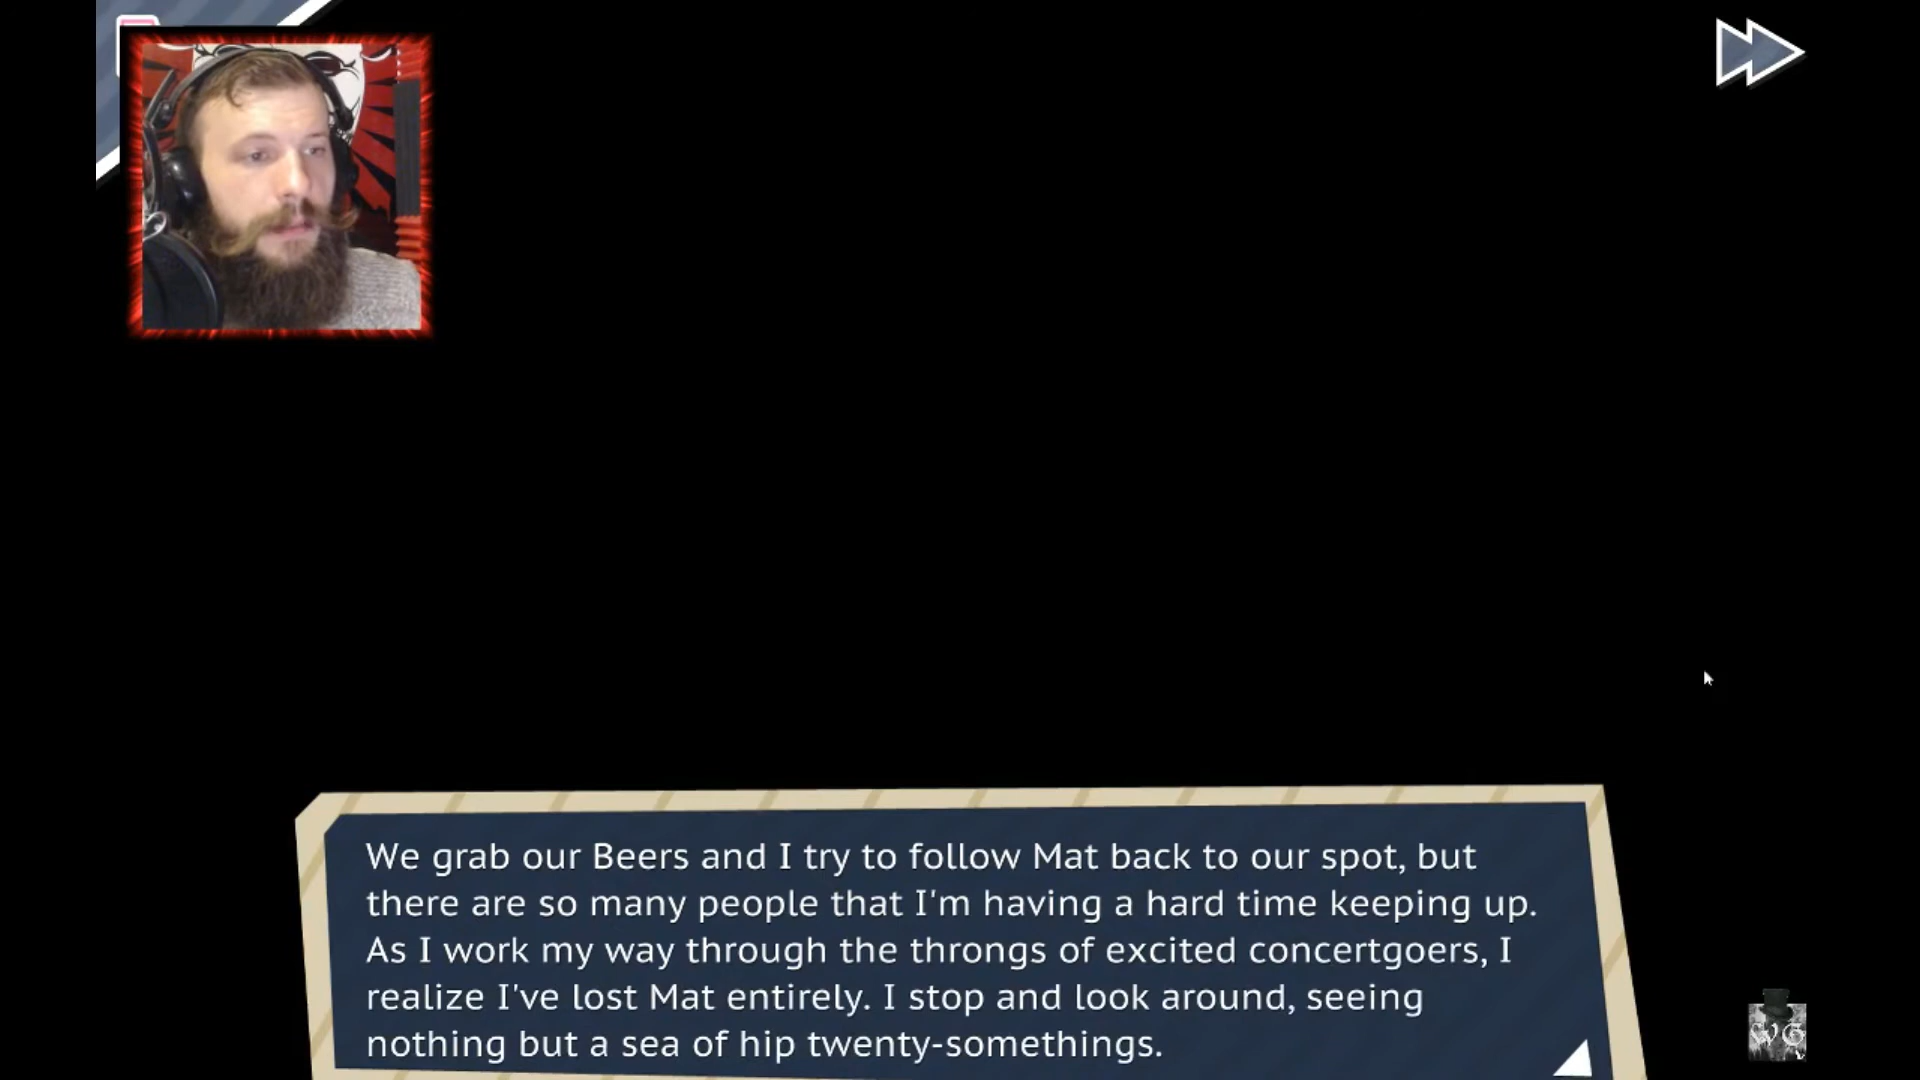 We grab our Beers and I try to follow Mat back to our spot, but
there are so many people that I'm having a hard time keeping up.
As I work my way through the throngs of excited concertgoers, I
realize I've lost Mat entirely. I stop and look around, seeing
nothing but a sea of hip twenty-somethings.
WG